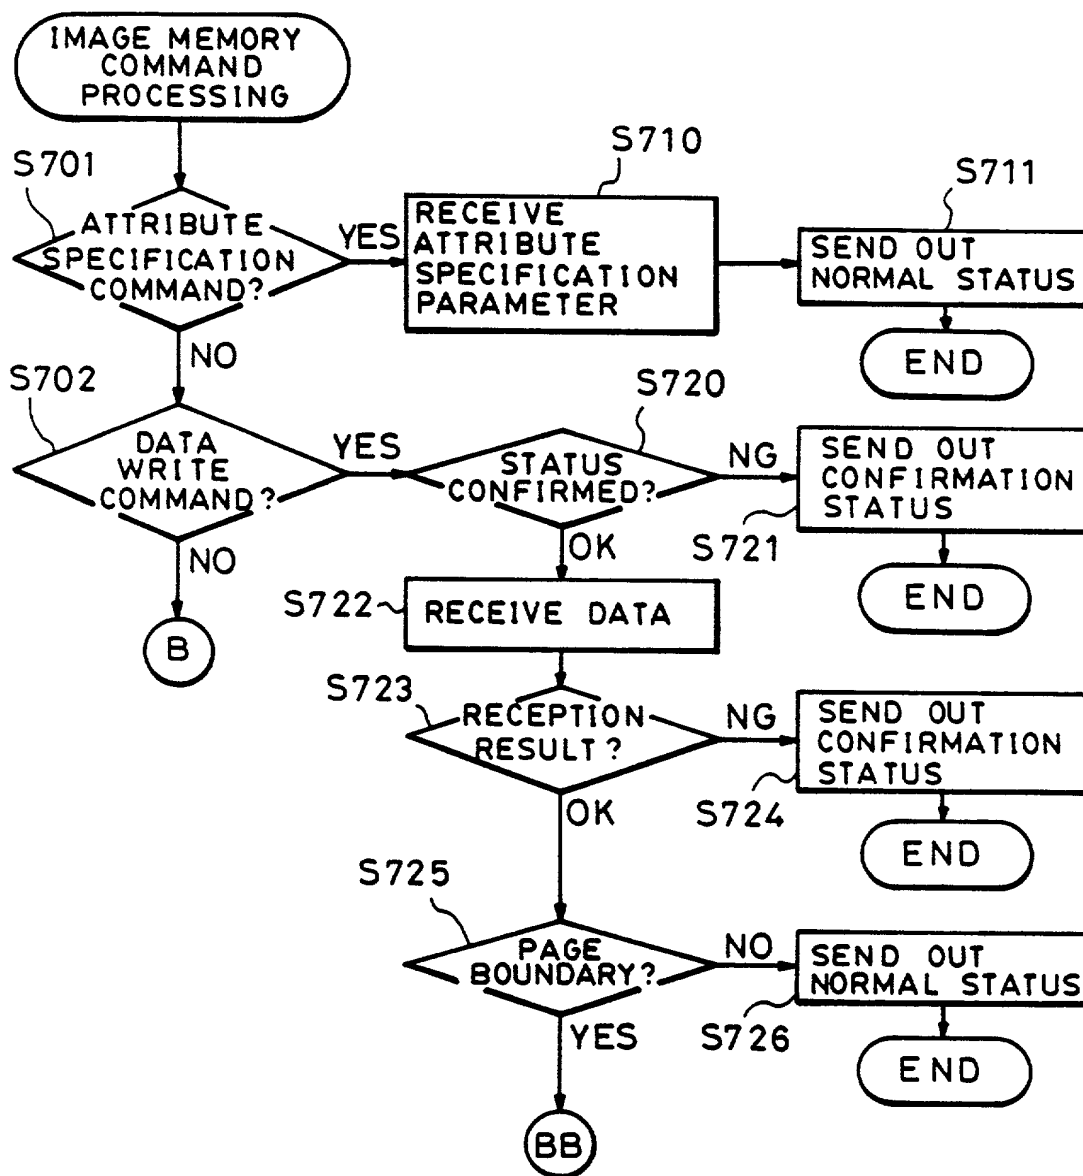 IMAGE MEMORY
COMMAND
PROCESSING
S701
ATTRIBUTE
SPECIFICATION
COMMAND?
YES
S710
RECEIVE
ATTRIBUTE
SPECIFICATION
PARAMETER
S711
SEND OUT
NORMAL STATUS
END
NO
S702
DATA
WRITE
COMMAND?
YES
S720
STATUS
CONFIRMED?
NG
SEND OUT
CONFIRMATION
STATUS
S721
END
NO
B
OK
S722
RECEIVE DATA
S723
RECEPTION
RESULT?
NG
SEND OUT
CONFIRMATION
STATUS
S724
END
OK
S725
PAGE
BOUNDARY?
NO
SEND OUT
NORMAL STATUS
S726
END
YES
BB